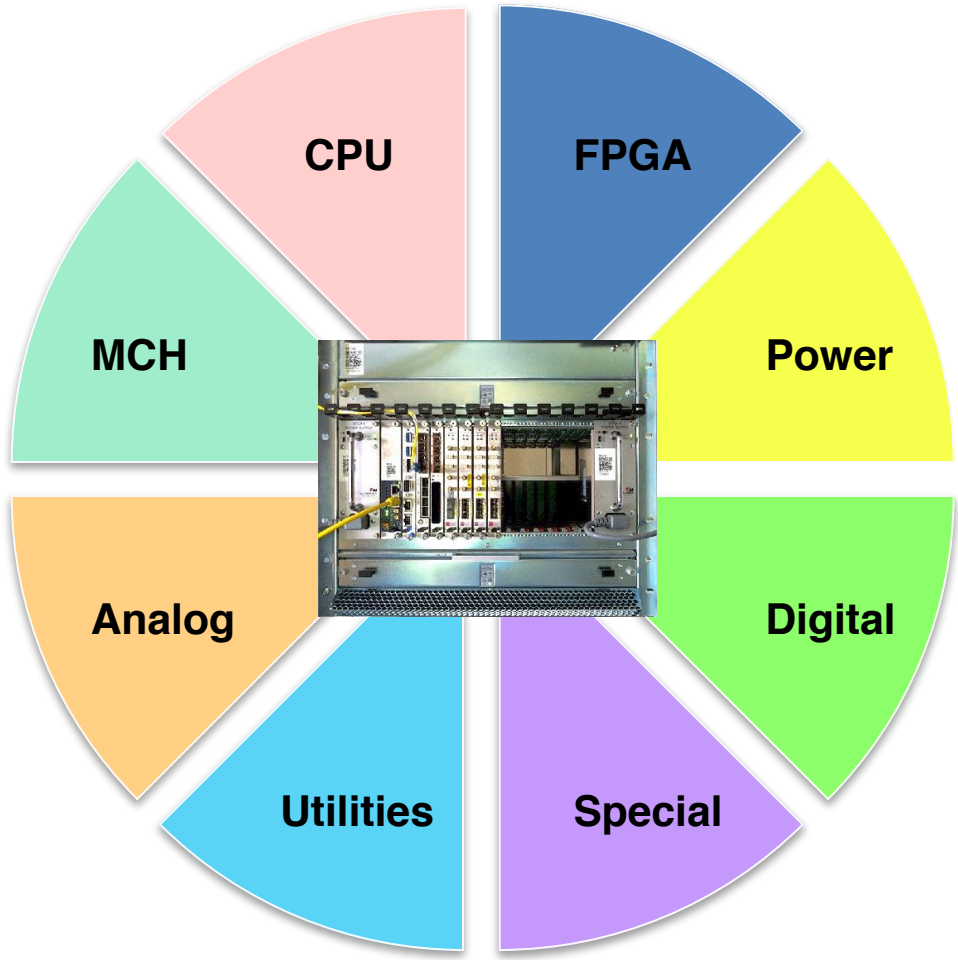 CPU
FPGA
MCH
Power
Analog
Digital
Utilities
Special